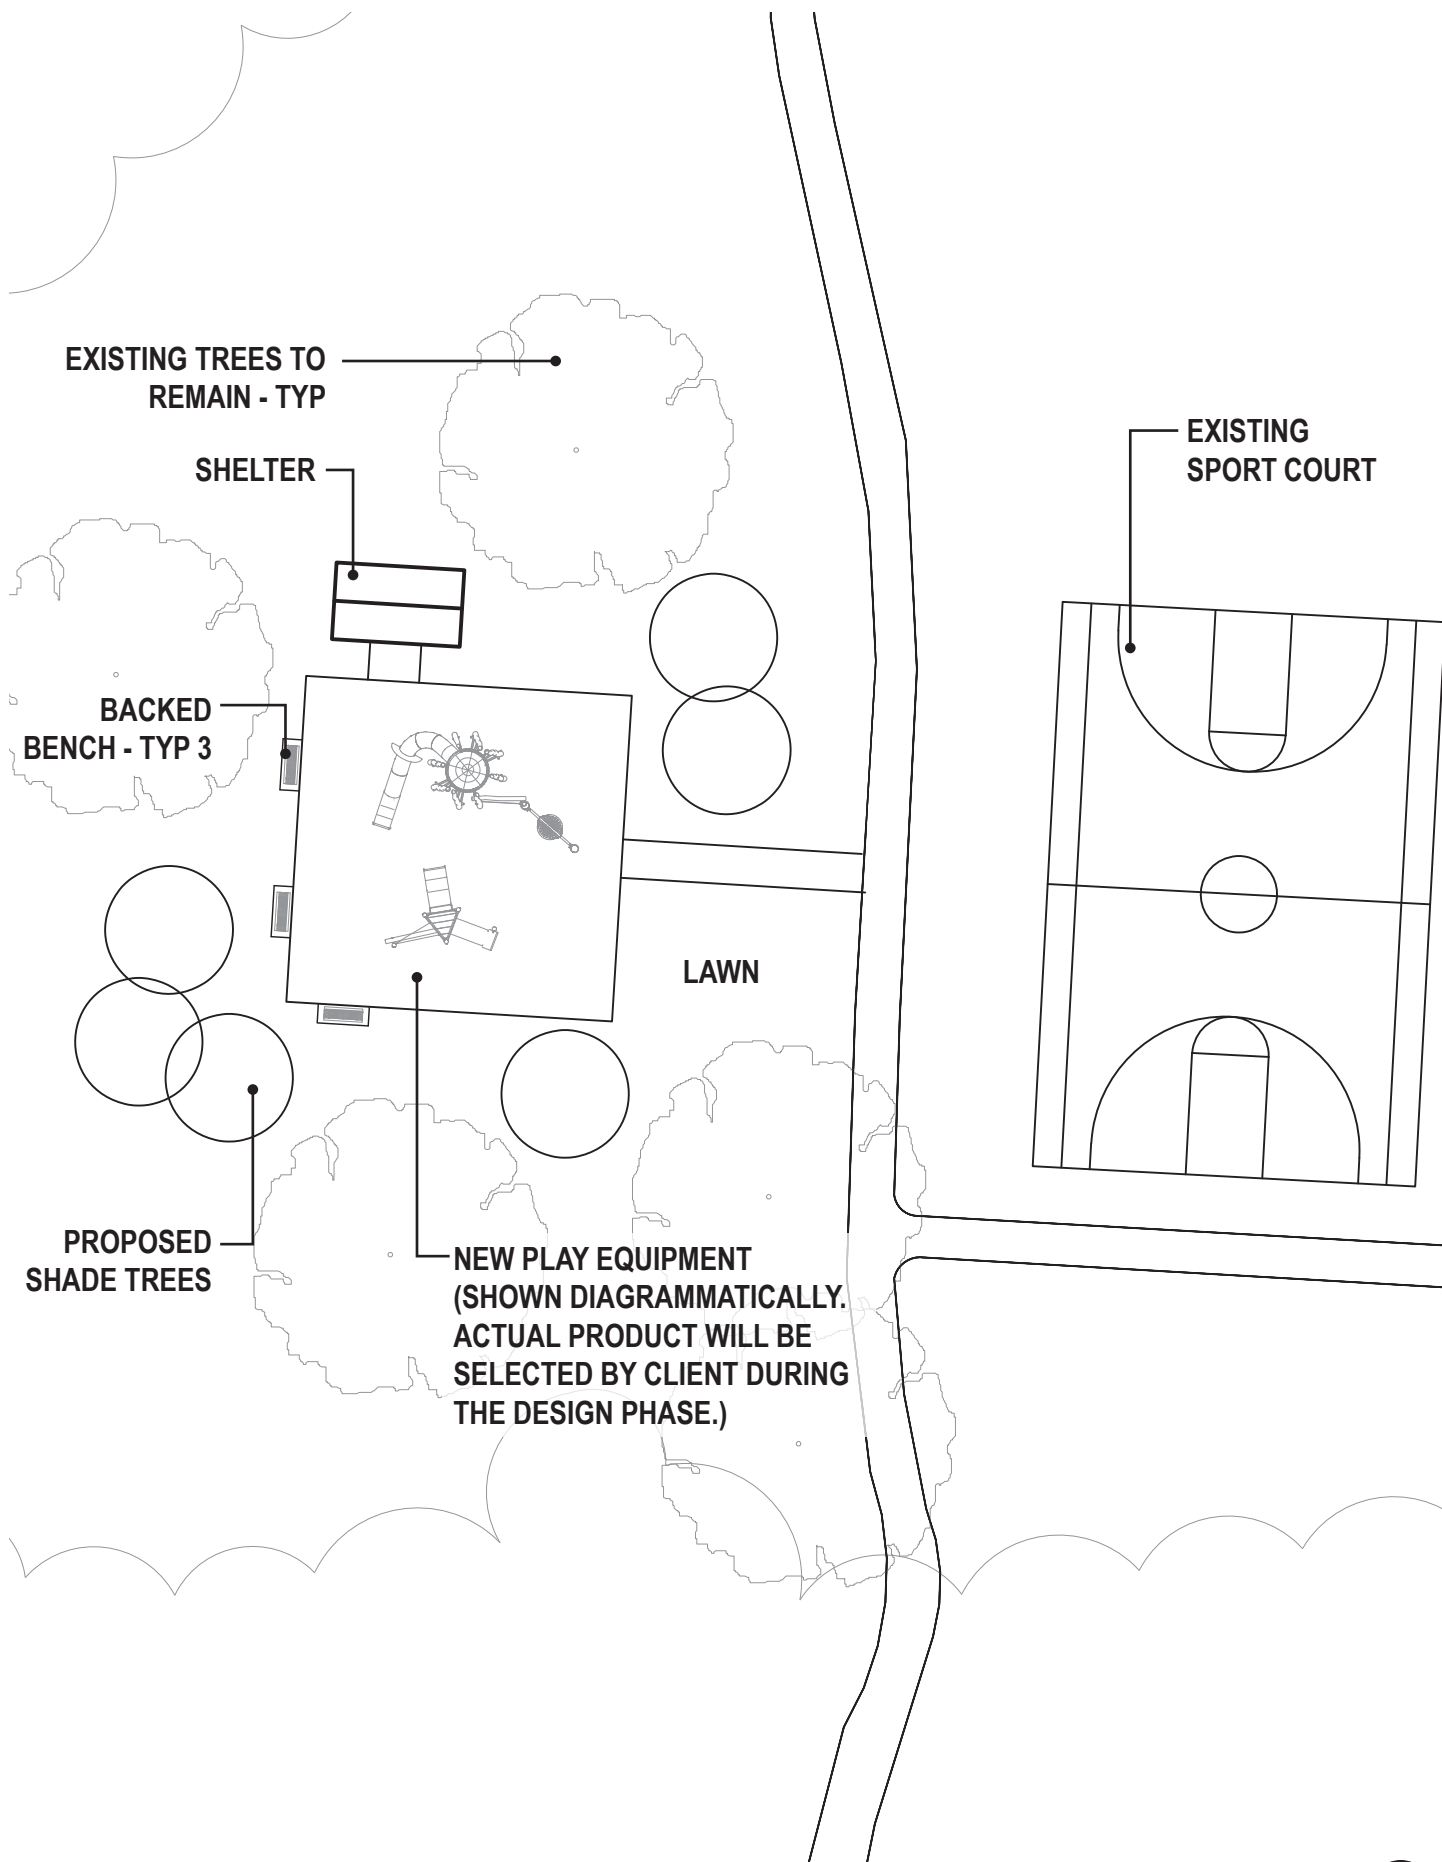 EXISTING TREES TO
REMAIN - TYP
EXISTING
SPORT COURT
SHELTER
BACKED
BENCH - TYP 3
LAWN
PROPOSED
SHADE TREES
NEW PLAY EQUIPMENT
(SHOWN DIAGRAMMATICALLY.
ACTUAL PRODUCT WILL BE
SELECTED BY CLIENT DURING
THE DESIGN PHASE.)